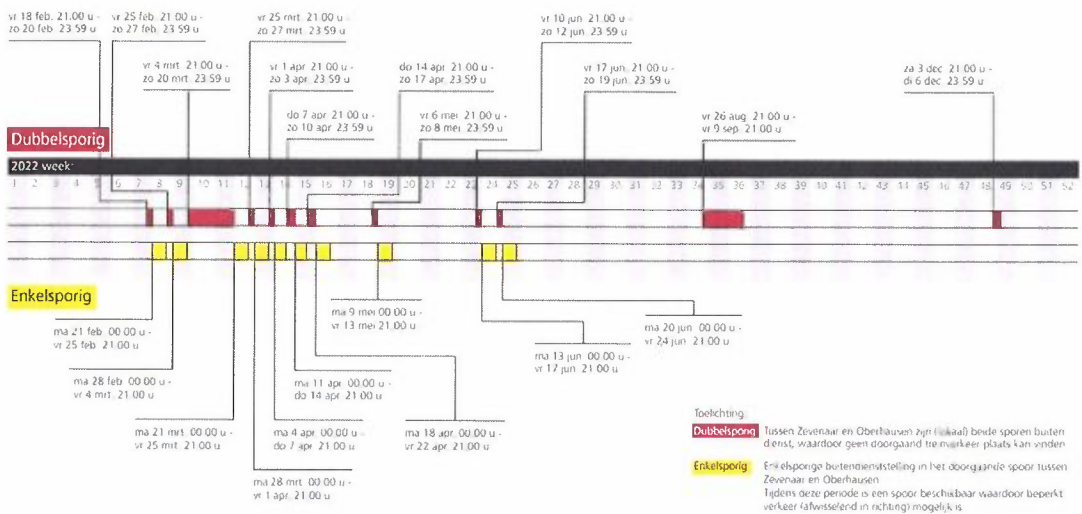 vr 18 feb. 21.00 u -
zo 20 feb. 23 59 u
vr 25 feb. 21 00 u -
zo 27 feb. 23 59 u
vr 25 mrt. 21 00 u -
zo 27 mrt. 23 59 u
vr 10 jun. 21.00 u -
zo 12 jun. 23 59 u
vr 4 mrt 21 00 u -
zo 20 mrt. 23 59 u
vr 1 apr. 21 00 u -
zo 3 apr. 23 59 u
do 14 apr 21 00 u -
zo 17 apr. 23 59 u
vr 17 jun. 21 00 u -
zo 19 jun. 23 59 u
za 3 dec 21 00 u -
di 6 dec 23 59 u
do 7 apr. 21 00 u -
zo 10 apr 23 59 u
vr 6 mei 21 00 u -
zo 8 mei 23.59 u
vr 26 aug 21 00 u -
vr 9 sep. 21.00 u
Dubbelsporig
2022 week
1 2 3 4 5 6 7 8 9 10 11 12 13 14 15 16 17 18 19 20 21 22 23 24 25 26 27 28 29 30 31 32 33 34 35 36 37 38 39 40 41 42 43 44 45 46 47 48 49 50 51 52
Enkelsporig
ma 9 mei 00 00 u -
vr 13 mei 21.00 u
ma 21 feb 00 00 u -
vr 25 feb. 21 00 u
ma 20 jun 00 00 u -
vr 24 jun 21.00 u
ma 13 jun 00 00 u -
vr 17 jun 21 00 u
ma 28 feb 00 00 u -
vr 4 mrt. 21 00 u
ma 11 apr 00 00 u -
do 14 apr 21 00 u
ma 21 mrt 00 00 u -
vr 25 mrt. 21 00 u
ma 4 apr. 00 00 u -
do 7 apr. 21 00 u
ma 18 apr 00 00 u -
vr 22 apr. 21 00 u
ma 28 mrt 00 00 u -
vr 1 apr. 21 00 u
Toelichting
Dubbelsporig Tussen Zevenaar en Oberhausen zijn (lokaal) beide sporen buiten
dienst, waardoor geen doorgaand treinverkeer plaats kan vinden
Enkelsporig Enkelsporige buitendienststelling in het doorgaande spoor tussen
Zevenaar en Oberhausen
Tijdens deze periode is een spoor beschikbaar waardoor beperkt
verkeer (afwisselend in richting) mogelijk is